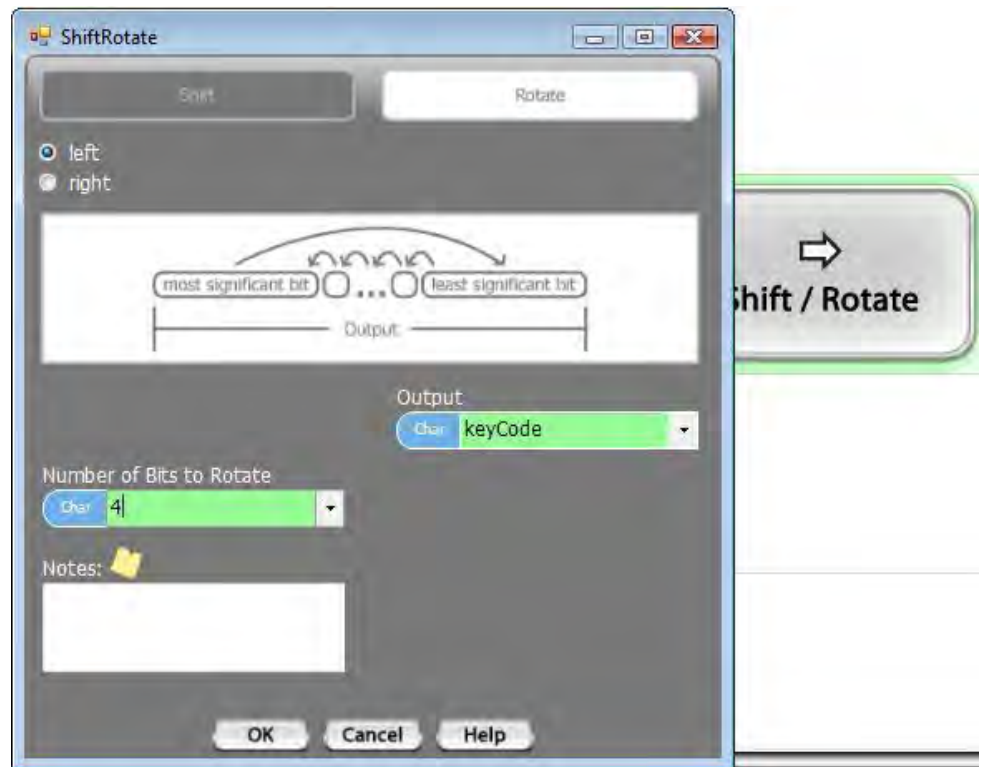 ShiftRotate
Shift
Rotate
left
right
most significant bit
...
least significant bit
Output
Output
Char keyCode
Number of Bits to Rotate
Char 4
Notes:
OK
Cancel
Help
Shift / Rotate